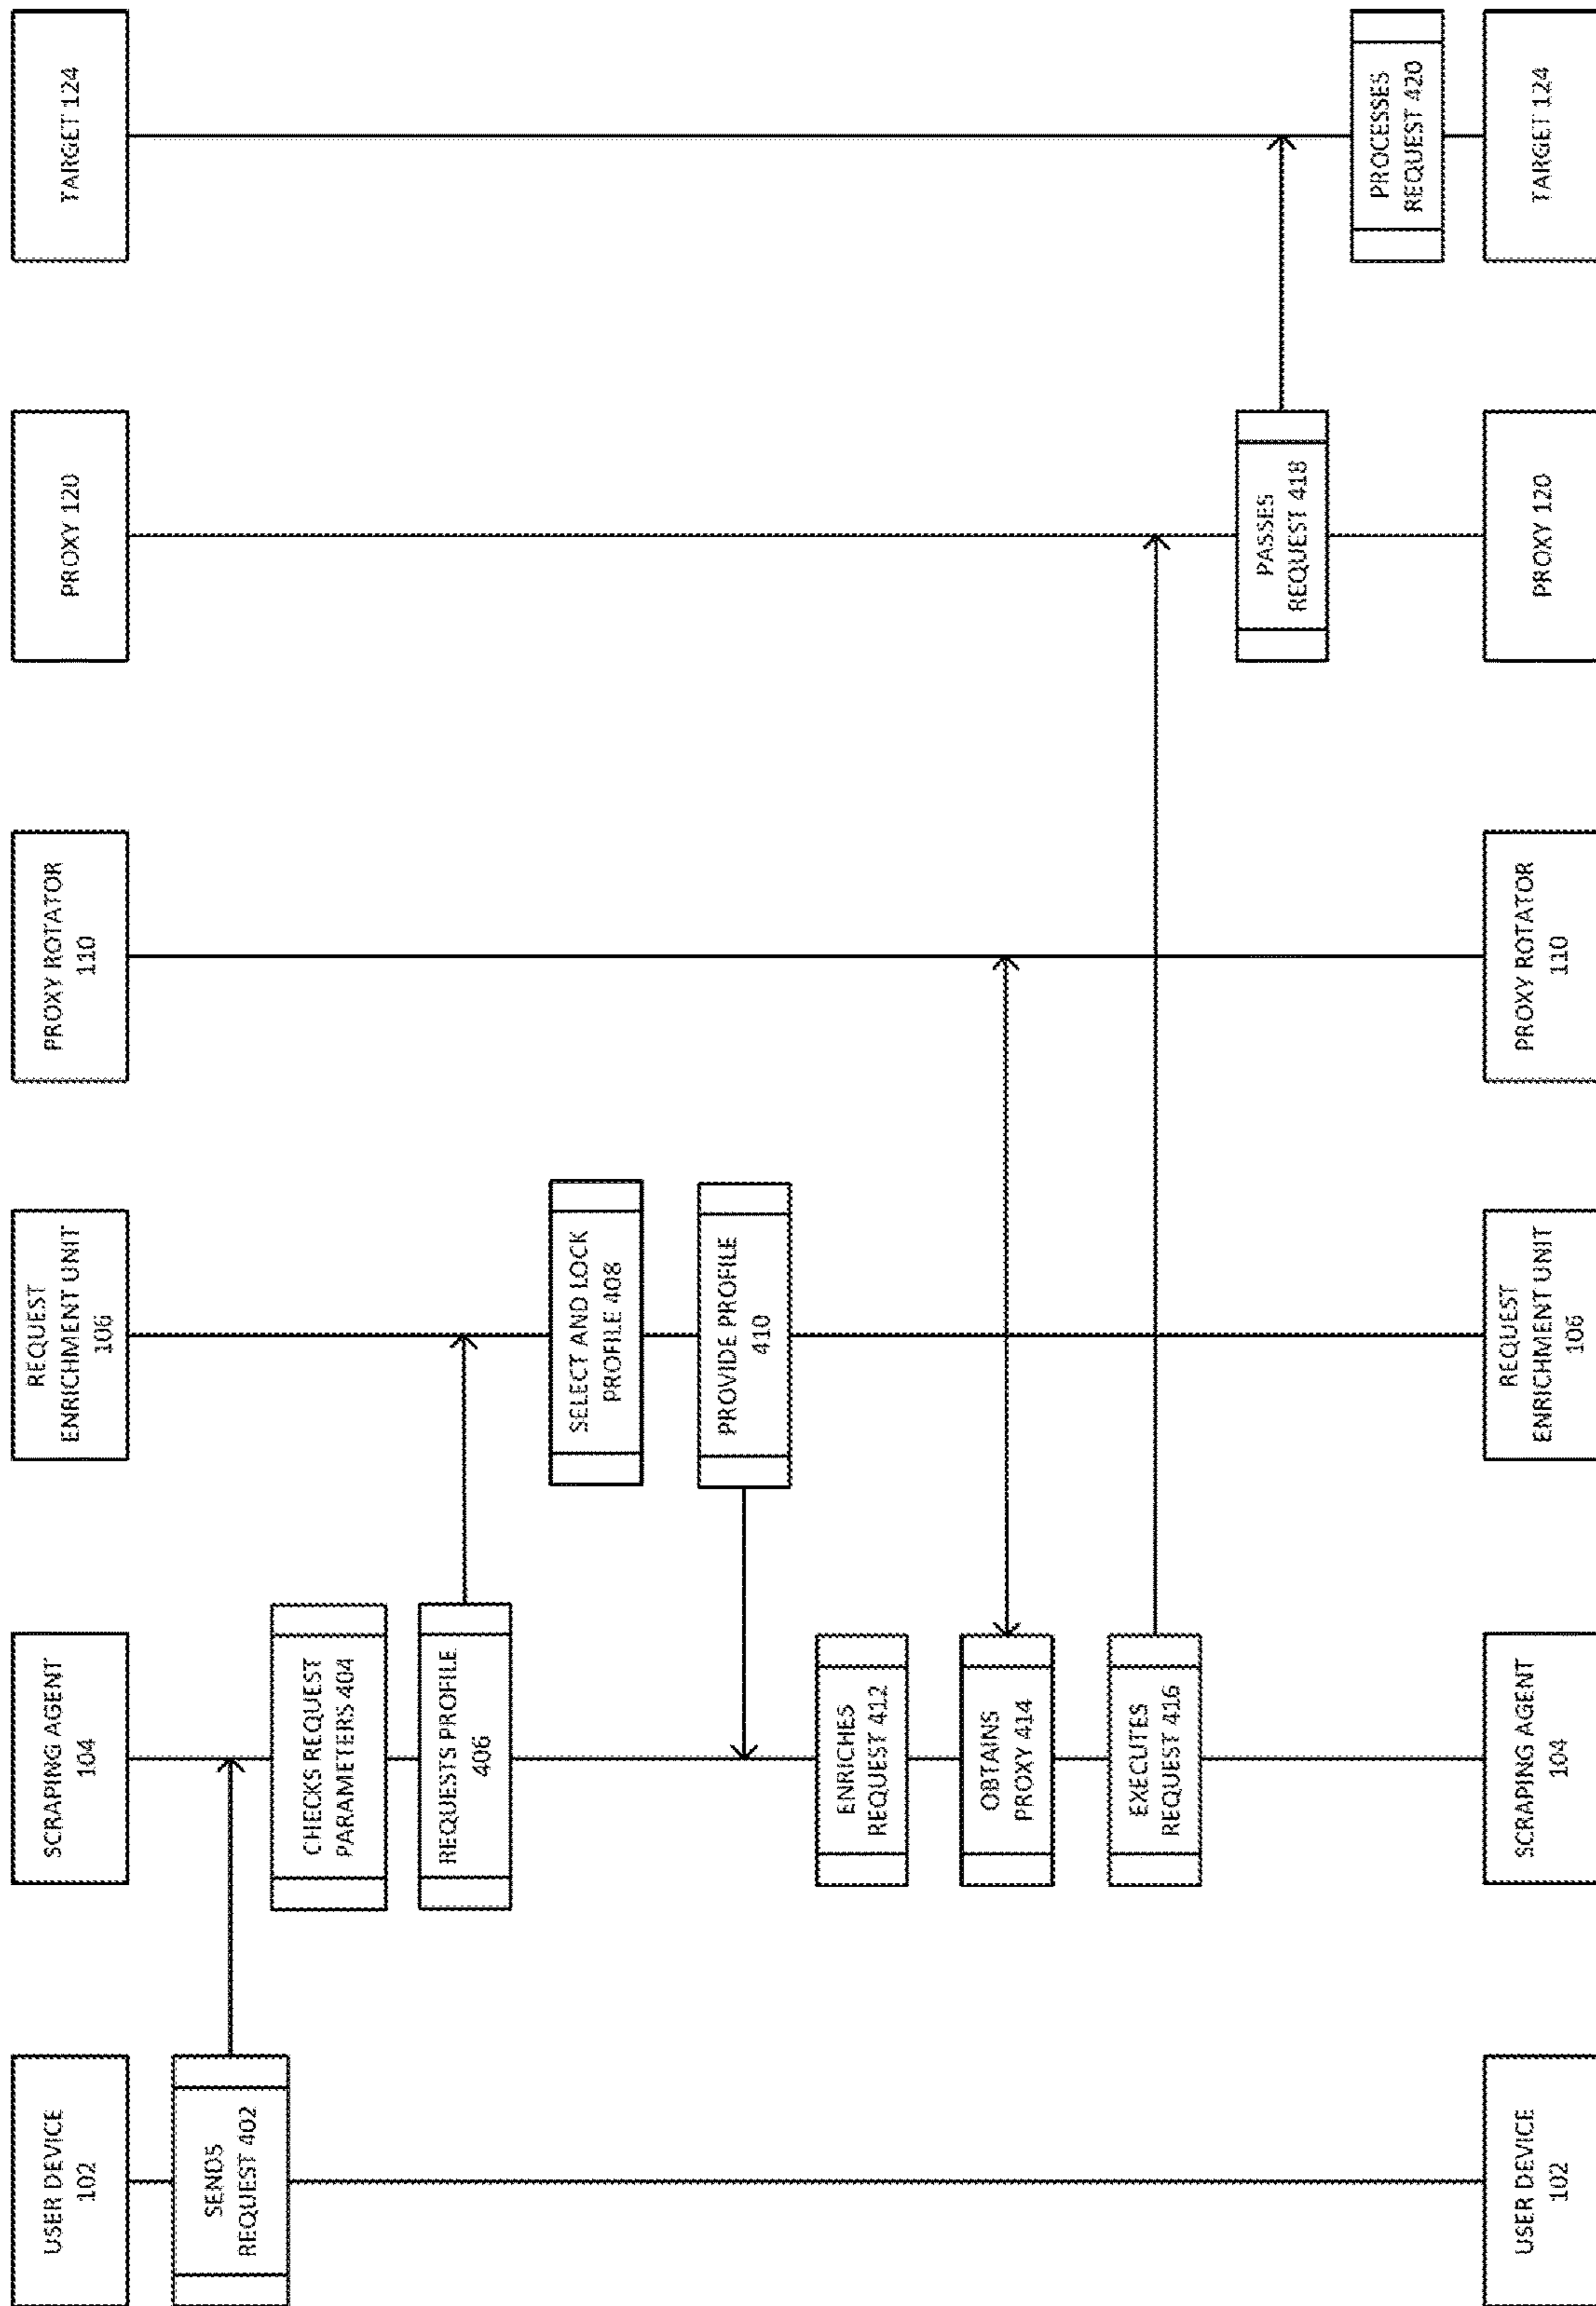 USER DEVICE
102
SCRAPING AGENT
104
REQUEST
ENRICHMENT UNIT
106
PROXY ROTATOR
110
PROXY 120
TARGET 124
SENDS
REQUEST 402
CHECKS REQUEST
PARAMETERS 404
REQUESTS PROFILE
406
SELECT AND LOCK
PROFILE 408
PROVIDE PROFILE
410
ENRICHES
REQUEST 412
OBTAINS
PROXY 414
EXECUTES
REQUEST 416
PASSES
REQUEST 418
PROCESSES
REQUEST 420
USER DEVICE
102
SCRAPING AGENT
104
REQUEST
ENRICHMENT UNIT
106
PROXY ROTATOR
110
PROXY 120
TARGET 124